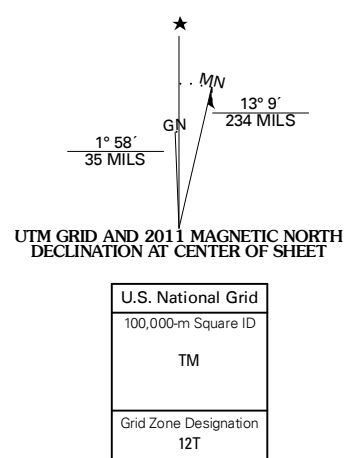 ★
MN
GN
13° 9´
234 MILS
1° 58´
35 MILS
UTM GRID AND 2011 MAGNETIC NORTH
DECLINATION AT CENTER OF SHEET
U.S. National Grid
100,000-m Square ID
TM
Grid Zone Designation
12T